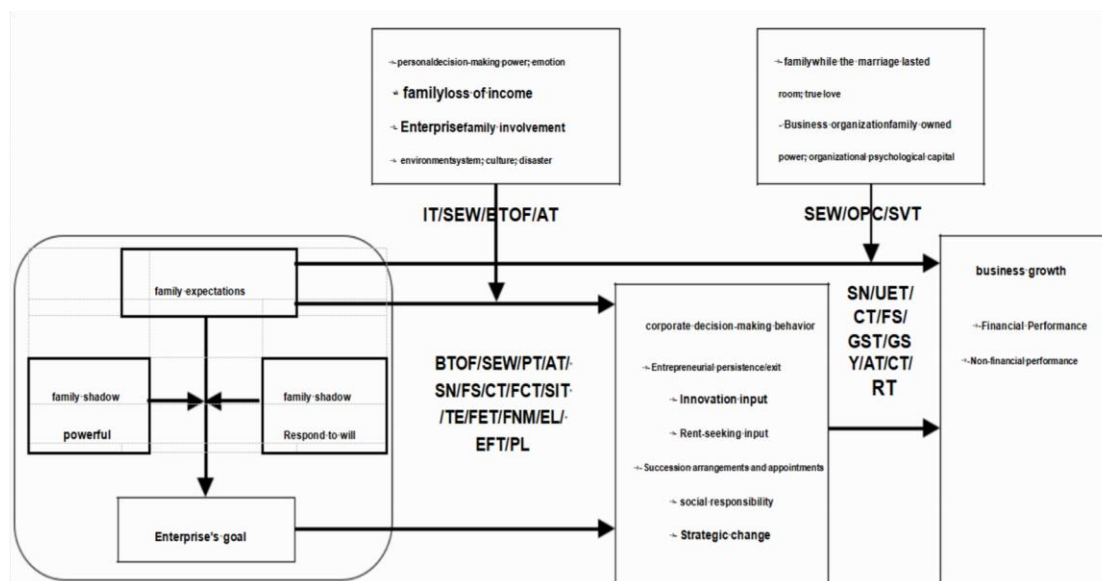 personaldecision-making power; emotion
familyloss of income
Enterprisefamily involvement
environmentsystem; culture; disaster
familywhile the marriage lasted
room; true love
Business organizationfamily owned
power; organizational psychological capital
IT/SEW/BTOF/AT
SEW/OPC/SVT
family expectations
family shadow
powerful
family shadow
Respond to will
Enterprise's goal
BTOF/SEW/PT/AT/
SN/FS/CT/FCT/SIT
/TE/FET/FNM/EL/
EFT/PL
corporate decision-making behavior
Entrepreneurial persistence/exit
Innovation input
Rent-seeking input
Succession arrangements and appointments
social responsibility
Strategic change
SN/UET/
CT/FS/
GST/GS
Y/AT/CT/
RT
business growth
Financial Performance
Non-financial performance